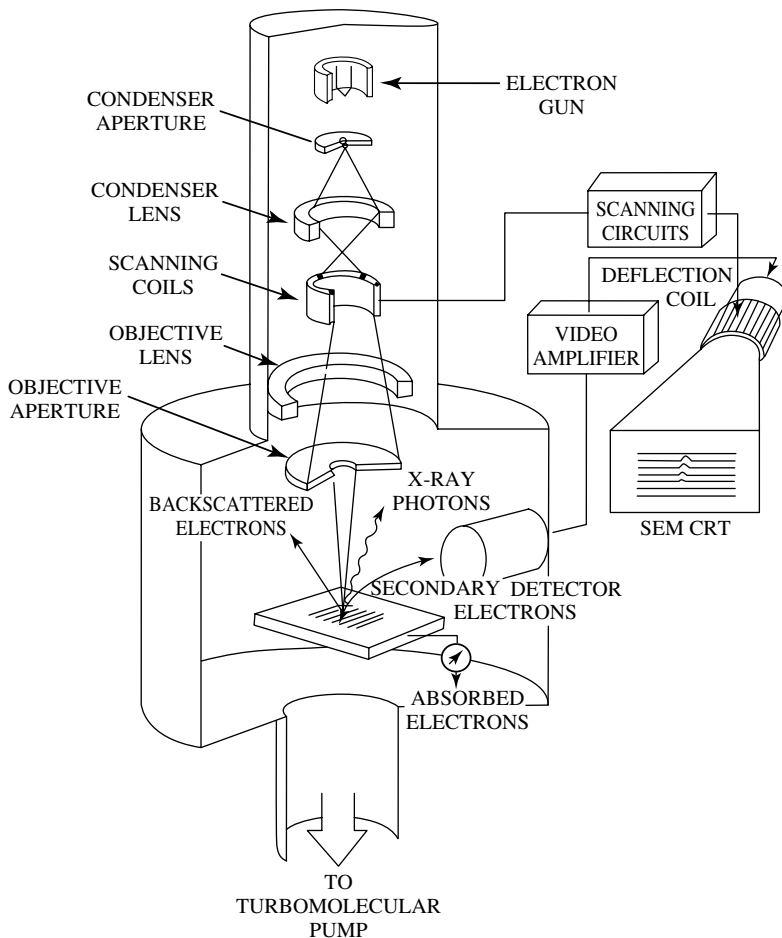 ELECTRON
GUN
CONDENSER
APERTURE
CONDENSER
LENS
SCANNING
CIRCUITS
SCANNING
COILS
DEFLECTION
COIL
VIDEO
AMPLIFIER
OBJECTIVE
LENS
OBJECTIVE
APERTURE
X-RAY
PHOTONS
BACKSCATTERED
ELECTRONS
SEM CRT
SECONDARY
ELECTRONS
DETECTOR
ABSORBED
ELECTRONS
TO
TURBOMOLECULAR
PUMP